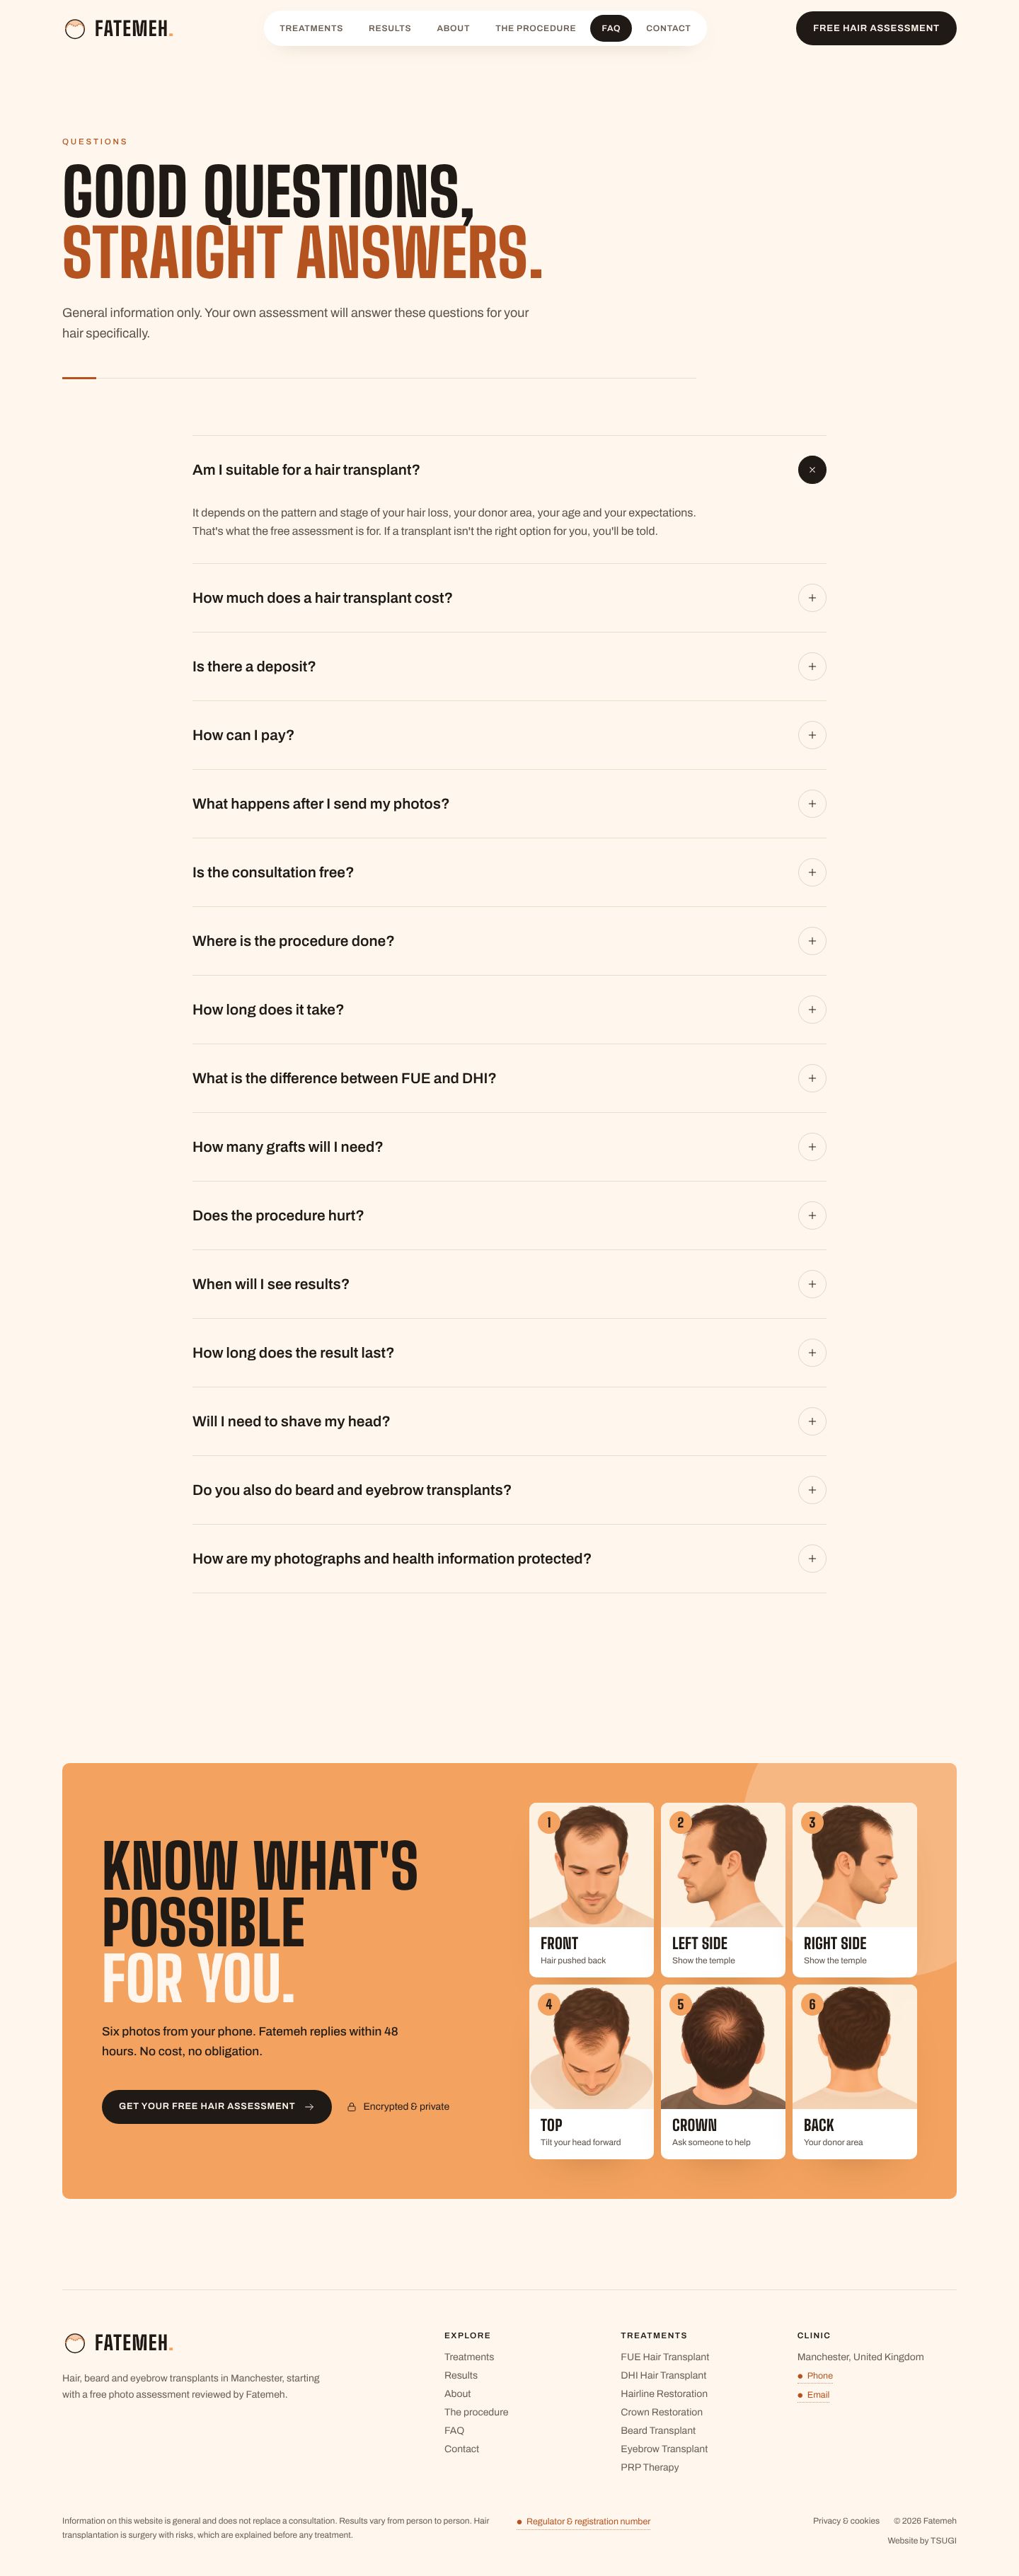 FATEMEH.
TREATMENTS
RESULTS
ABOUT
THE PROCEDURE
FAQ
CONTACT
FREE HAIR ASSESSMENT
QUESTIONS
GOOD QUESTIONS,
STRAIGHT ANSWERS.
General information only. Your own assessment will answer these questions for your
hair specifically.
Am I suitable for a hair transplant?
It depends on the pattern and stage of your hair loss, your donor area, your age and your expectations.
That's what the free assessment is for. If a transplant isn't the right option for you, you'll be told.
How much does a hair transplant cost?
Is there a deposit?
How can I pay?
What happens after I send my photos?
Is the consultation free?
Where is the procedure done?
How long does it take?
What is the difference between FUE and DHI?
How many grafts will I need?
Does the procedure hurt?
When will I see results?
How long does the result last?
Will I need to shave my head?
Do you also do beard and eyebrow transplants?
How are my photographs and health information protected?
KNOW WHAT'S
POSSIBLE
FOR YOU.
Six photos from your phone. Fatemeh replies within 48
hours. No cost, no obligation.
GET YOUR FREE HAIR ASSESSMENT
Encrypted & private
1
FRONT
Hair pushed back
2
LEFT SIDE
Show the temple
3
RIGHT SIDE
Show the temple
4
TOP
Tilt your head forward
5
CROWN
Ask someone to help
6
BACK
Your donor area
FATEMEH.
Hair, beard and eyebrow transplants in Manchester, starting
with a free photo assessment reviewed by Fatemeh.
EXPLORE
Treatments
Results
About
The procedure
FAQ
Contact
TREATMENTS
FUE Hair Transplant
DHI Hair Transplant
Hairline Restoration
Crown Restoration
Beard Transplant
Eyebrow Transplant
PRP Therapy
CLINIC
Manchester, United Kingdom
Phone
Email
Information on this website is general and does not replace a consultation. Results vary from person to person. Hair
transplantation is surgery with risks, which are explained before any treatment.
Regulator & registration number
Privacy & cookies
© 2026 Fatemeh
Website by TSUGI